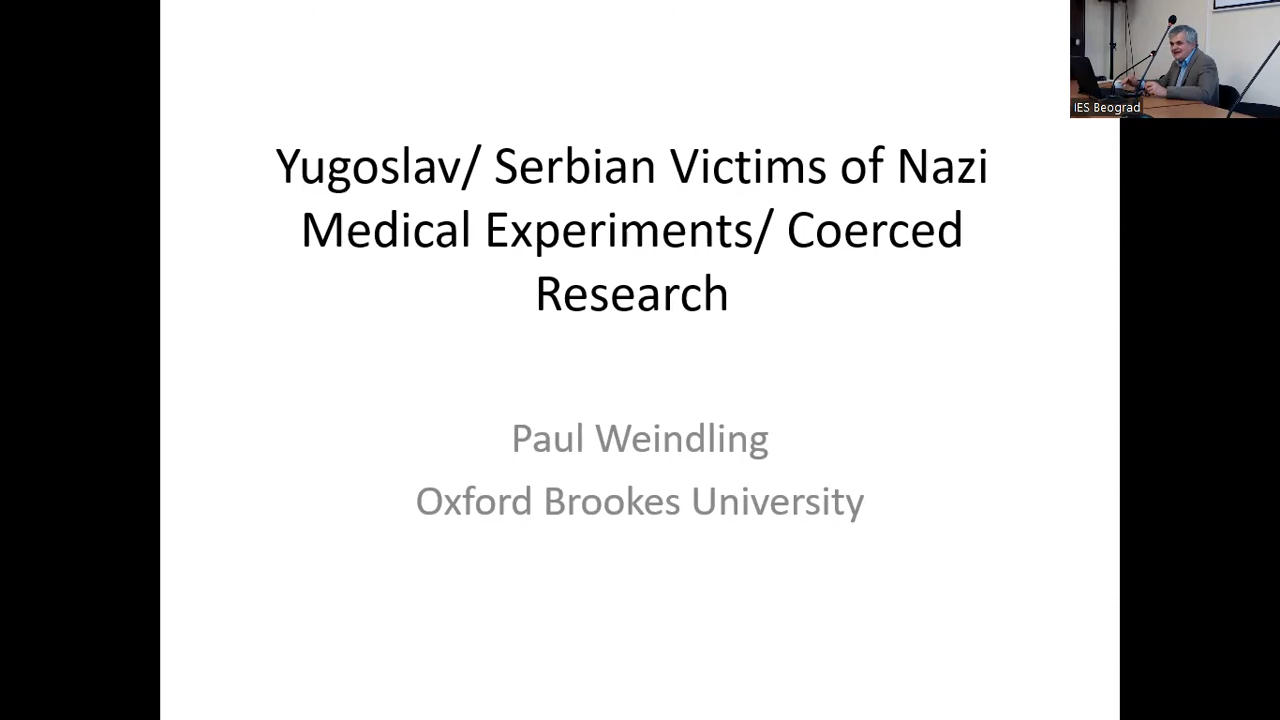 IES Beograd
Yugoslav/ Serbian Victims of Nazi
Medical Experiments/ Coerced
Research
Paul Weindling
Oxford Brookes University